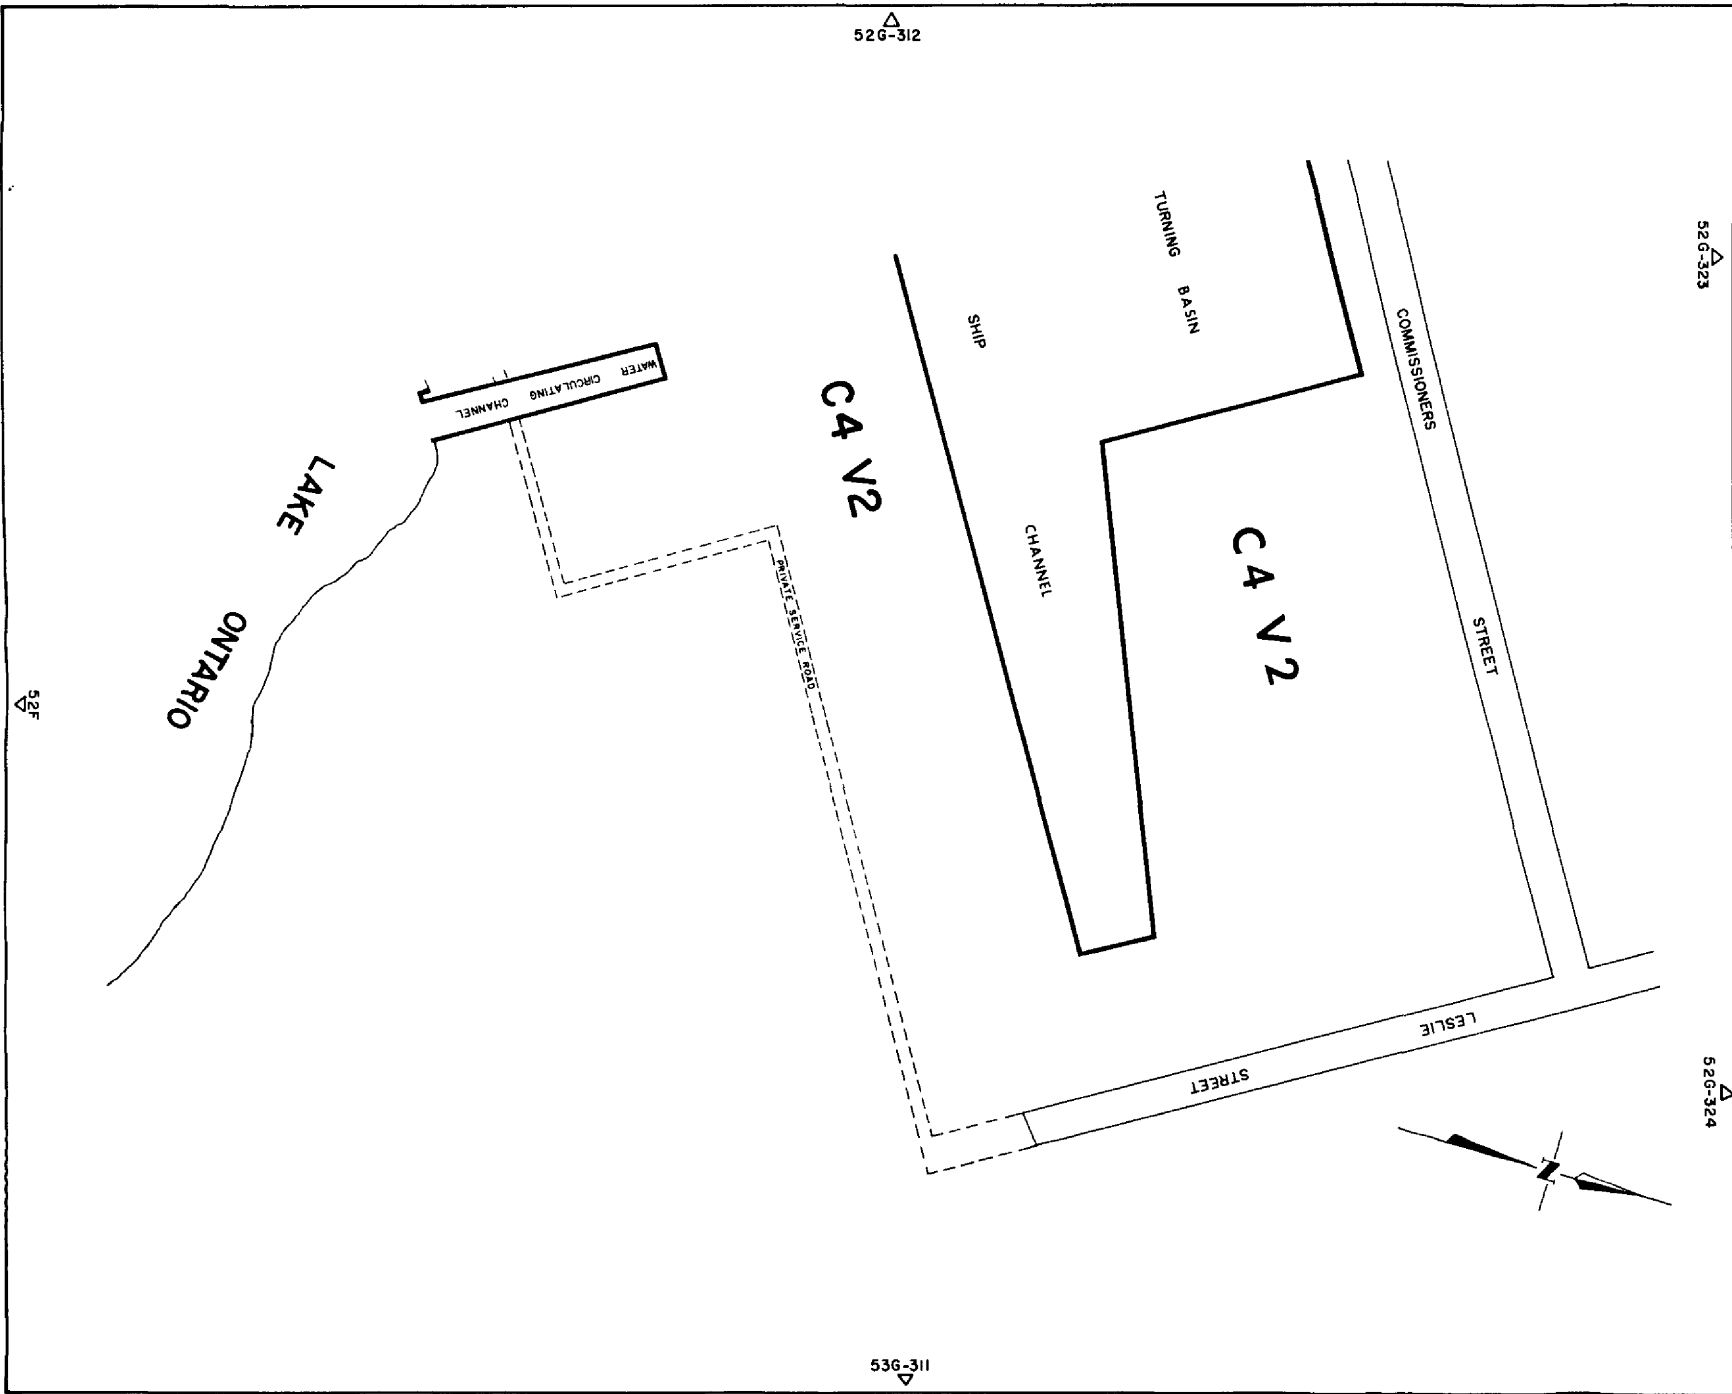 52G-312
52G-323
TURNING BASIN
SHIP
CHANNEL
COMMISSIONERS
STREET
WATER CIRCULATING CHANNEL
C4 V2
C4 V2
LAKE
ONTARIO
PRIVATE SERVICE ROAD
52F
LESLIE
STREET
52G-324
N
53G-311